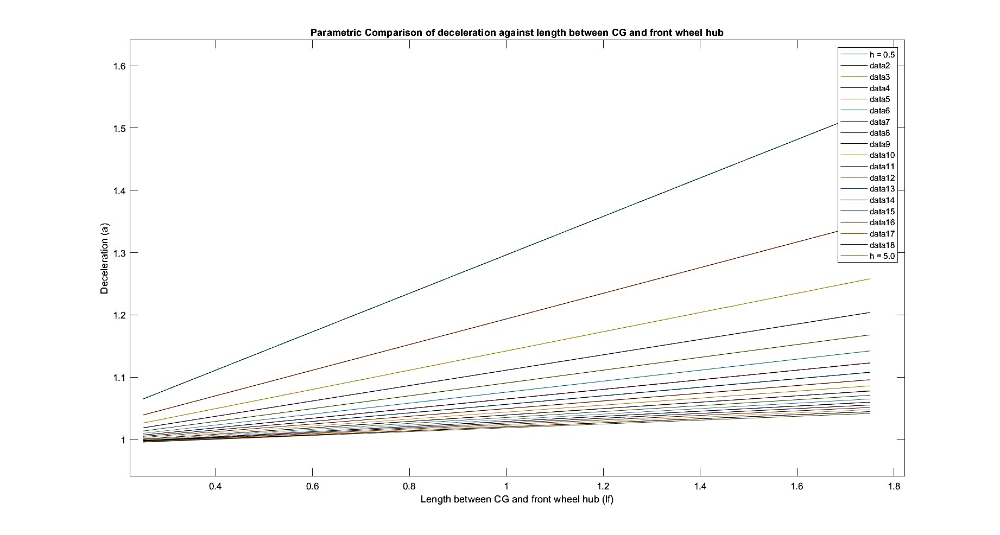 Parametric Comparison of deceleration against length between CG and front wheel hub
1.6
1.5
1.4
1.3
1.2
1.1
1
Deceleration (a)
h = 0.5
data2
data3
data4
data5
data6
data7
data8
data9
data10
data11
data12
data13
data14
data15
data16
data17
data18
h = 5.0
0.4 0.6 0.8 1 1.2 1.4 1.6 1.8
Length between CG and front wheel hub (lf)